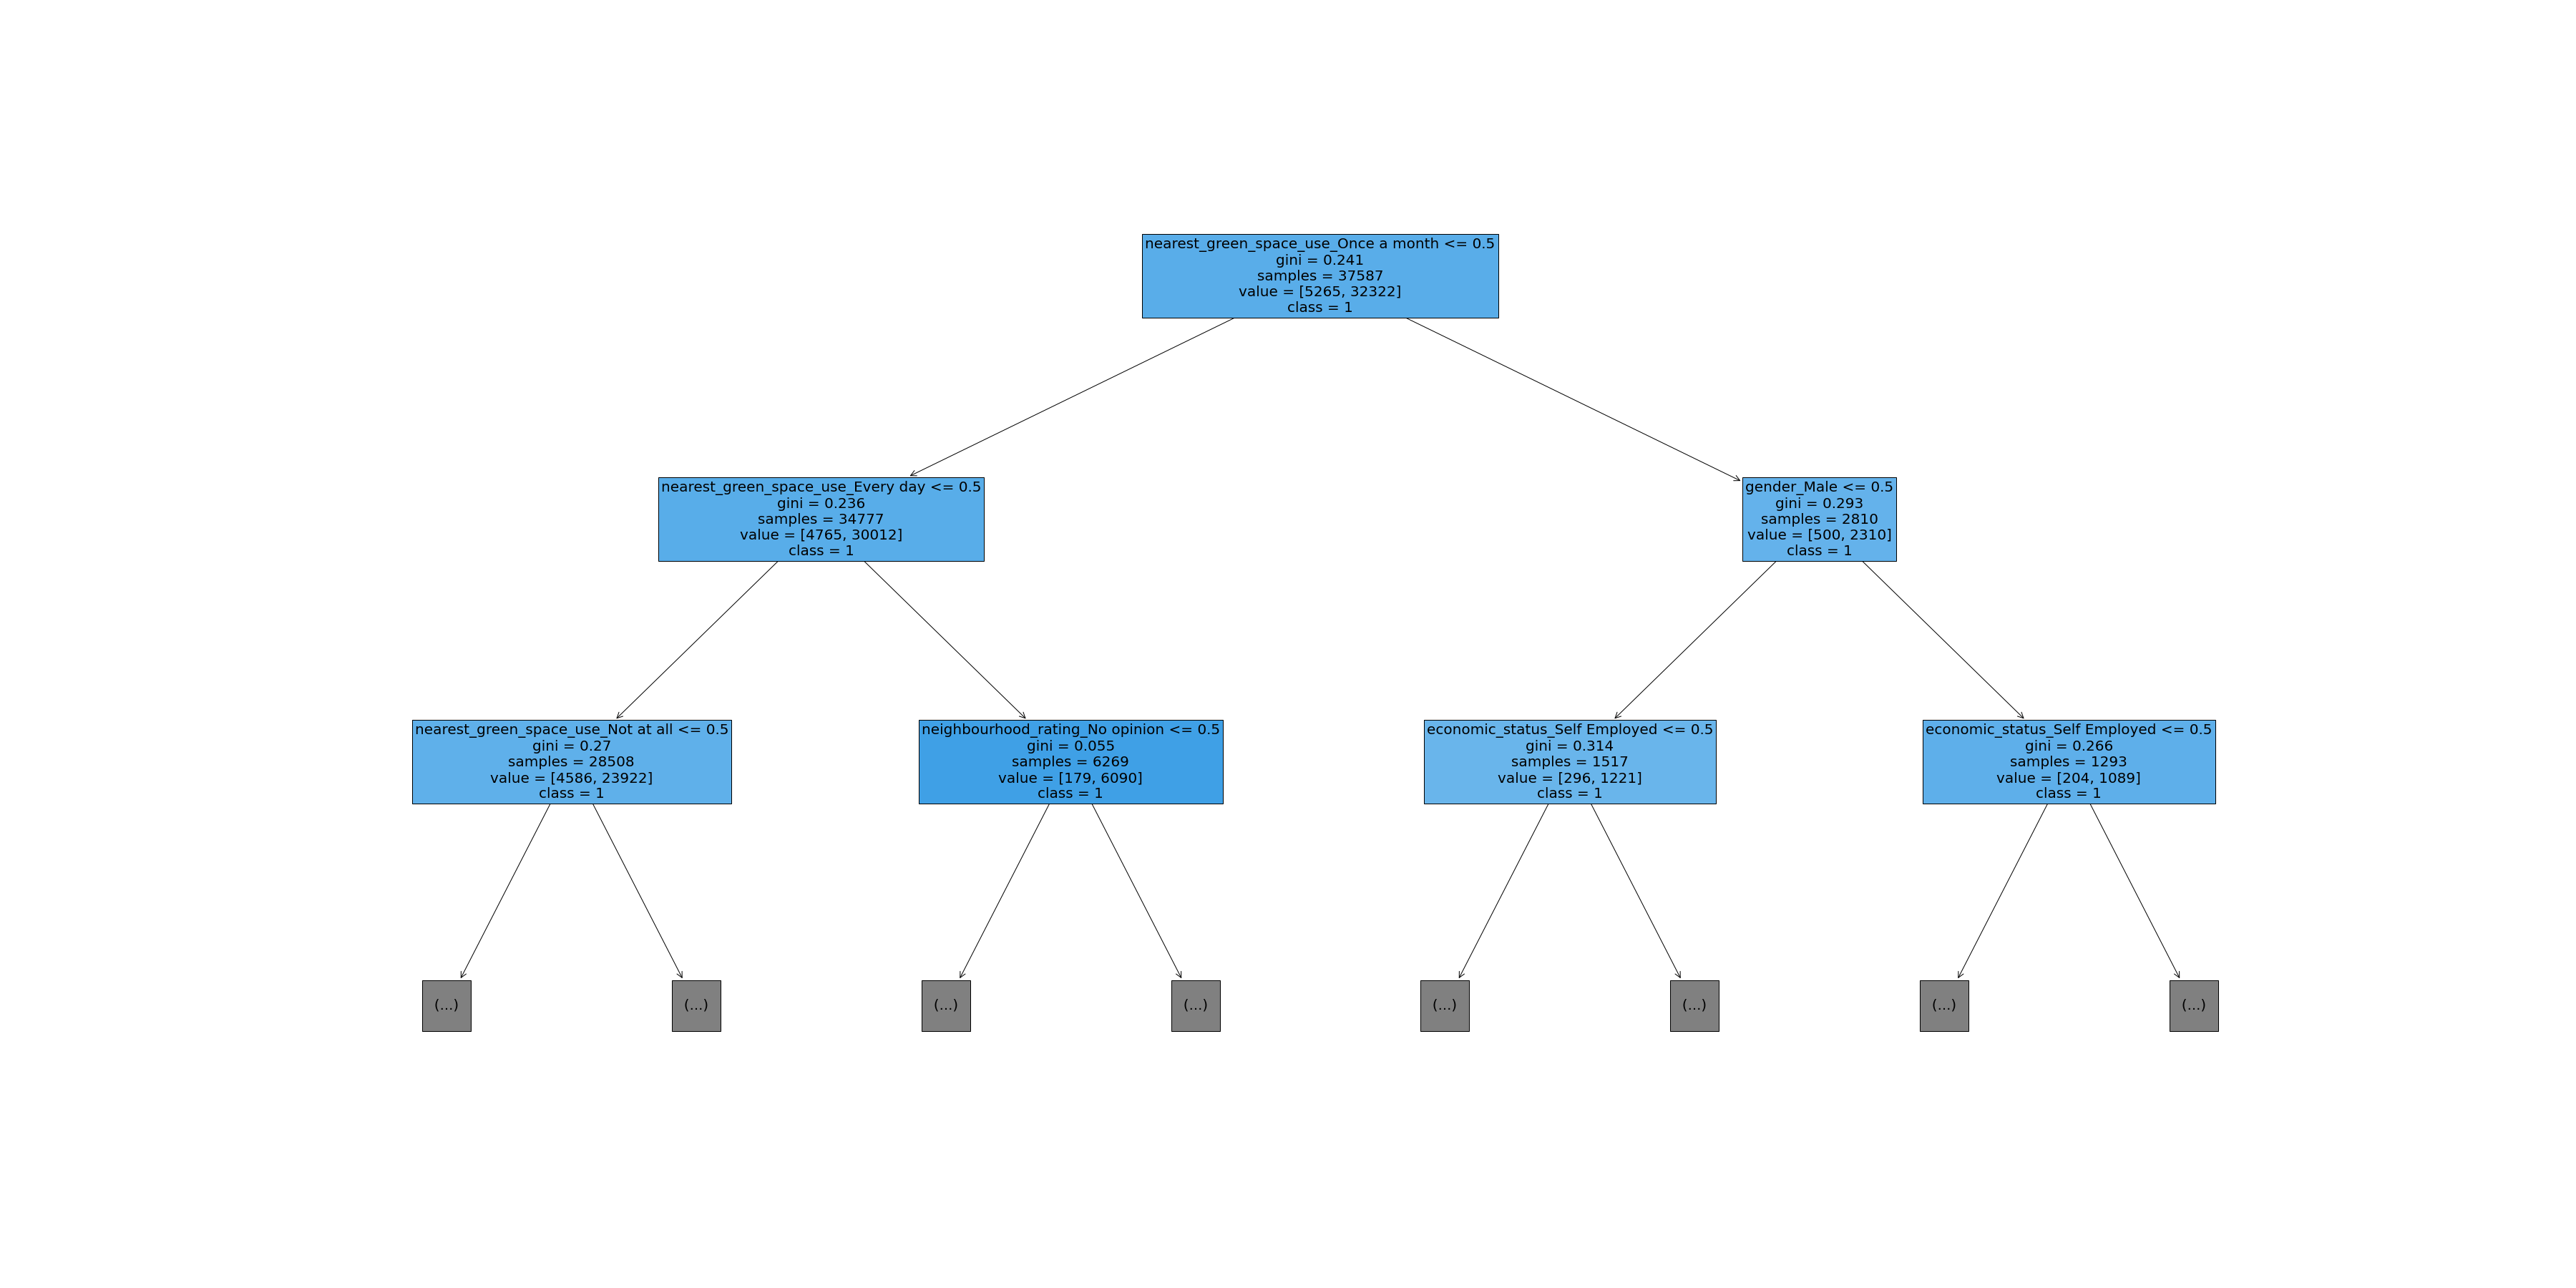 nearest_green_space_use_Once a month <= 0.5
gini = 0.241
samples = 37587
value = [5265, 32322]
class = 1
nearest_green_space_use_Every day <= 0.5
gini = 0.236
samples = 34777
value = [4765, 30012]
class = 1
gender_Male <= 0.5
gini = 0.293
samples = 2810
value = [500, 2310]
class = 1
nearest_green_space_use_Not at all <= 0.5
gini = 0.27
samples = 28508
value = [4586, 23922]
class = 1
neighbourhood_rating_No opinion <= 0.5
gini = 0.055
samples = 6269
value = [179, 6090]
class = 1
economic_status_Self Employed <= 0.5
gini = 0.314
samples = 1517
value = [296, 1221]
class = 1
economic_status_Self Employed <= 0.5
gini = 0.266
samples = 1293
value = [204, 1089]
class = 1
(...)
(...)
(...)
(...)
(...)
(...)
(...)
(...)